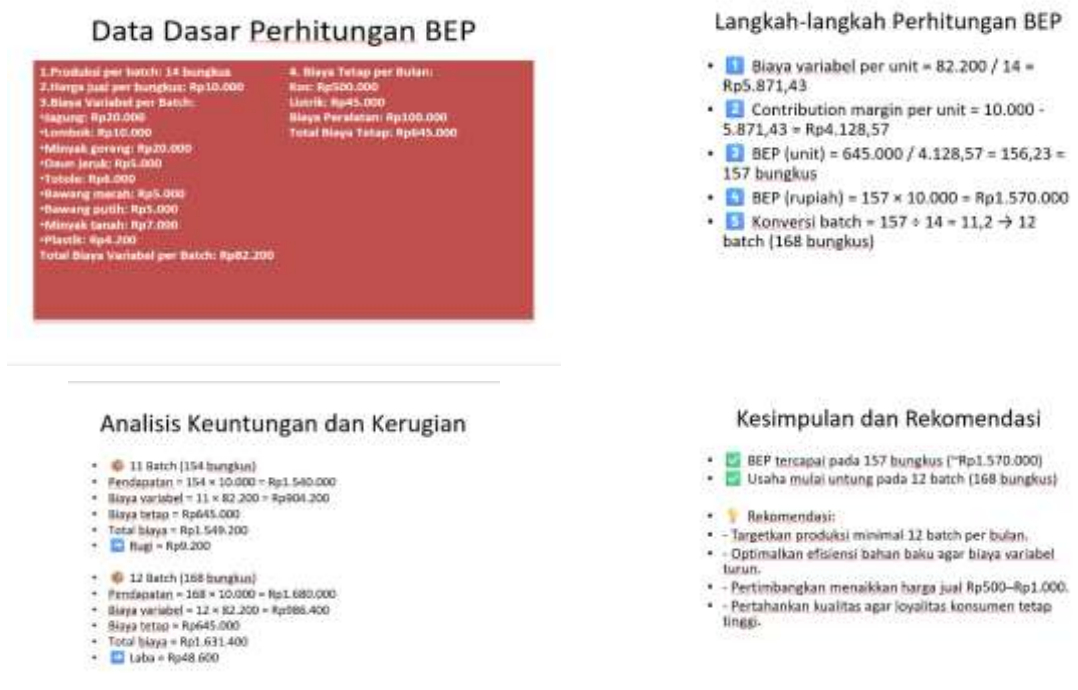 Data Dasar Perhitungan BEP
1.Produksi per batch: 14 bungkus
2.Harga jual per bungkus: Rp10.000
3.Biaya Variabel per Batch:
•Jagung: Rp20.000
•Lombok: Rp10.000
•Minyak goreng: Rp20.000
•Daun jeruk: Rp5.000
•Totole: Rp6.000
•Bawang merah: Rp5.000
•Bawang putih: Rp5.000
•Minyak tanah: Rp7.000
•Plastik: Rp4.200
Total Biaya Variabel per Batch: Rp82.200
4. Biaya Tetap per Bulan:
Kos: Rp500.000
Listrik: Rp45.000
Biaya Peralatan: Rp100.000
Total Biaya Tetap: Rp645.000
Langkah-langkah Perhitungan BEP
• 1 Biaya variabel per unit = 82.200 / 14 =
Rp5.871,43
• 2 Contribution margin per unit = 10.000 -
5.871,43 = Rp4.128,57
• 3 BEP (unit) = 645.000 / 4.128,57 = 156,23 ≈
157 bungkus
• 4 BEP (rupiah) = 157 × 10.000 = Rp1.570.000
• 5 Konversi batch = 157 ÷ 14 = 11,2 → 12
batch (168 bungkus)
Analisis Keuntungan dan Kerugian
• 11 Batch (154 bungkus)
• Pendapatan = 154 × 10.000 = Rp1.540.000
• Biaya variabel = 11 × 82.200 = Rp904.200
• Biaya tetap = Rp645.000
• Total biaya = Rp1.549.200
• ➡ Rugi = Rp9.200
• 12 Batch (168 bungkus)
• Pendapatan = 168 × 10.000 = Rp1.680.000
• Biaya variabel = 12 × 82.200 = Rp986.400
• Biaya tetap = Rp645.000
• Total biaya = Rp1.631.400
• ➡ Laba = Rp48.600
Kesimpulan dan Rekomendasi
• ✅ BEP tercapai pada 157 bungkus (~Rp1.570.000)
• ✅ Usaha mulai untung pada 12 batch (168 bungkus)
• 💡 Rekomendasi:
• - Targetkan produksi minimal 12 batch per bulan.
• - Optimalkan efisiensi bahan baku agar biaya variabel
turun.
• - Pertimbangkan menaikkan harga jual Rp500–Rp1.000.
• - Pertahankan kualitas agar loyalitas konsumen tetap
tinggi.